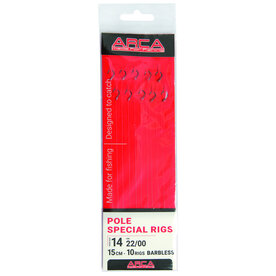 ARCA
Made for fishing
Designed to catch
POLE
SPECIAL RIGS
14 22/00
15CM - 10 RIGS BARBLESS
ARCA